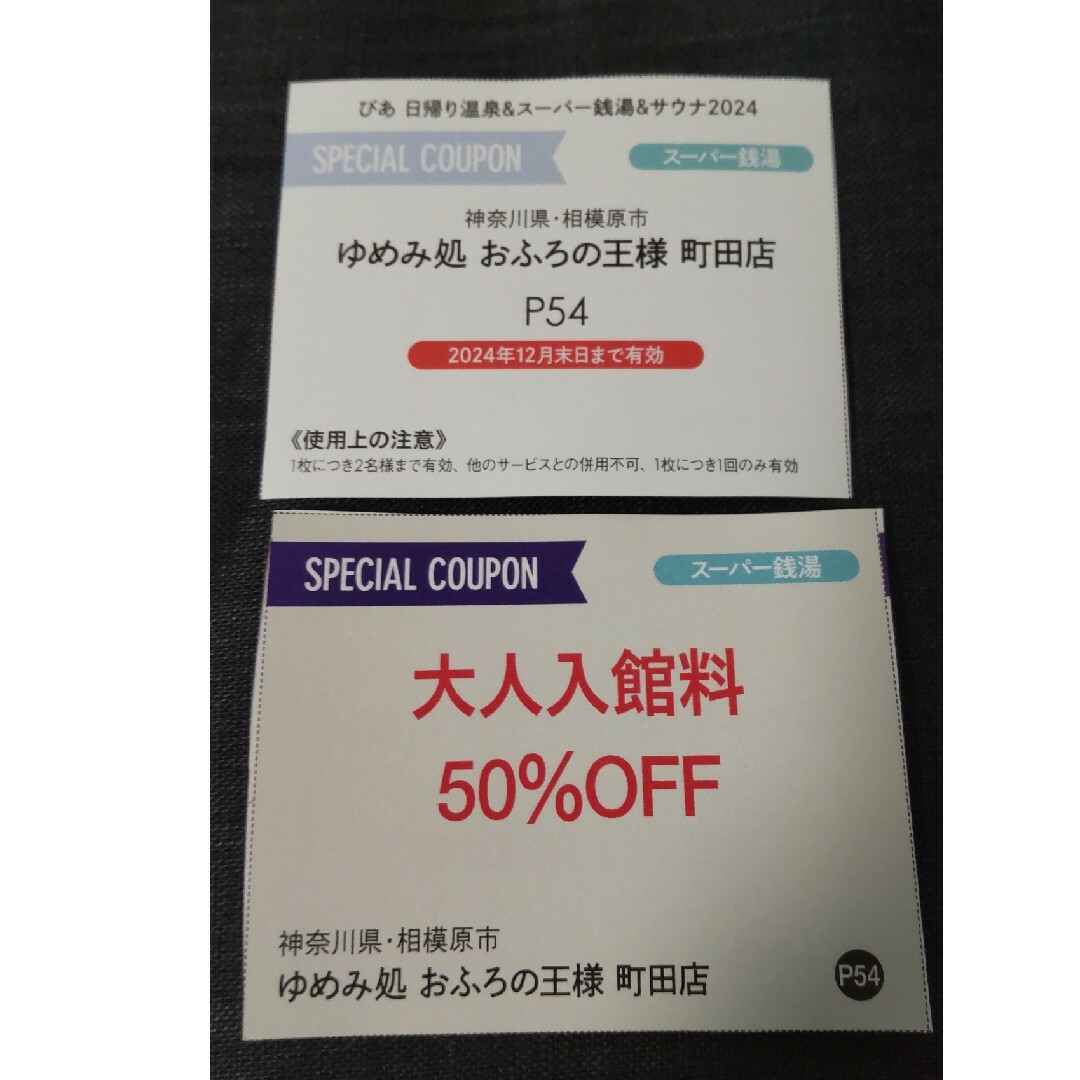 ぴあ 日帰り温泉&スーパー銭湯&サウナ2024
SPECIAL COUPON
スーパー銭湯
神奈川県・相模原市
ゆめみ処 おふろの王様 町田店
P54
2024年12月末日まで有効
《使用上の注意》
1枚につき2名様まで有効、他のサービスとの併用不可、1枚につき1回のみ有効
SPECIAL COUPON
スーパー銭湯
大人入館料
50%OFF
神奈川県・相模原市
ゆめみ処 おふろの王様 町田店
P54